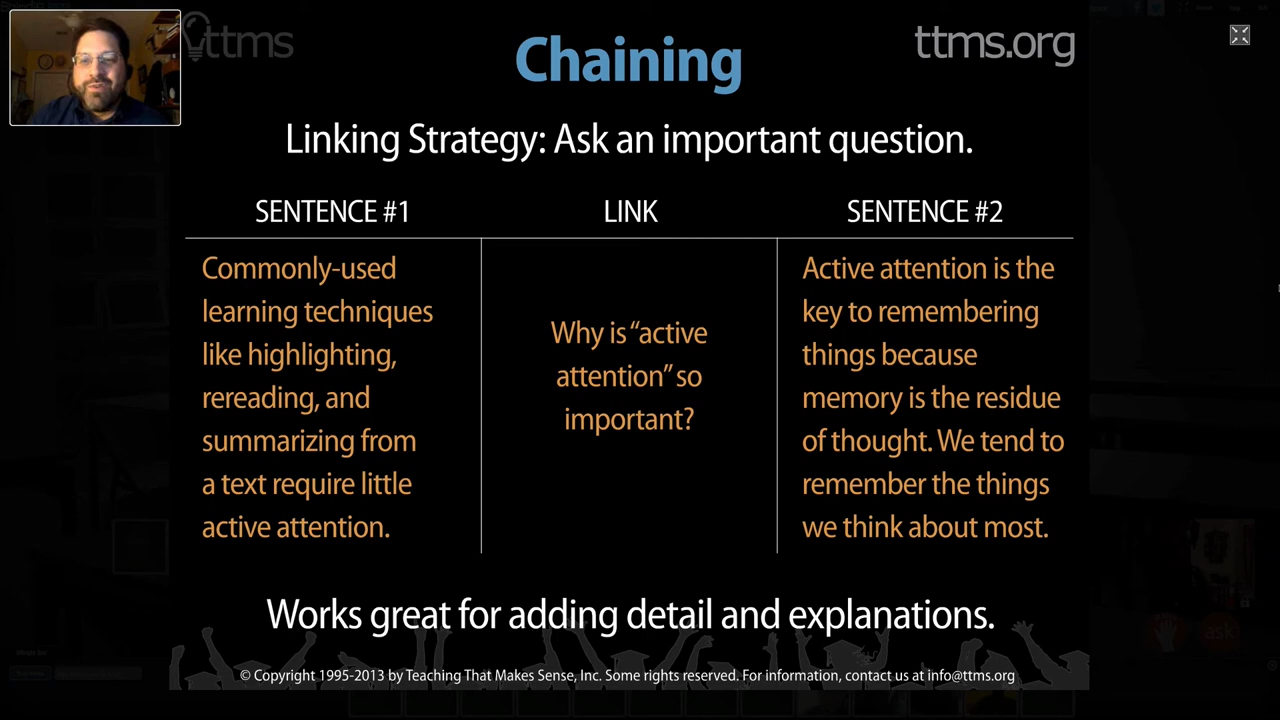 ttms
ttms.org
Chaining
Linking Strategy: Ask an important question.
SENTENCE #1
LINK
SENTENCE #2
Commonly-used
learning techniques
like highlighting,
rereading, and
summarizing from
a text require little
active attention.
Why is “active
attention” so
important?
Active attention is the
key to remembering
things because
memory is the residue
of thought. We tend to
remember the things
we think about most.
Works great for adding detail and explanations.
ask
© Copyright 1995-2013 by Teaching That Makes Sense, Inc. Some rights reserved. For information, contact us at info@ttms.org